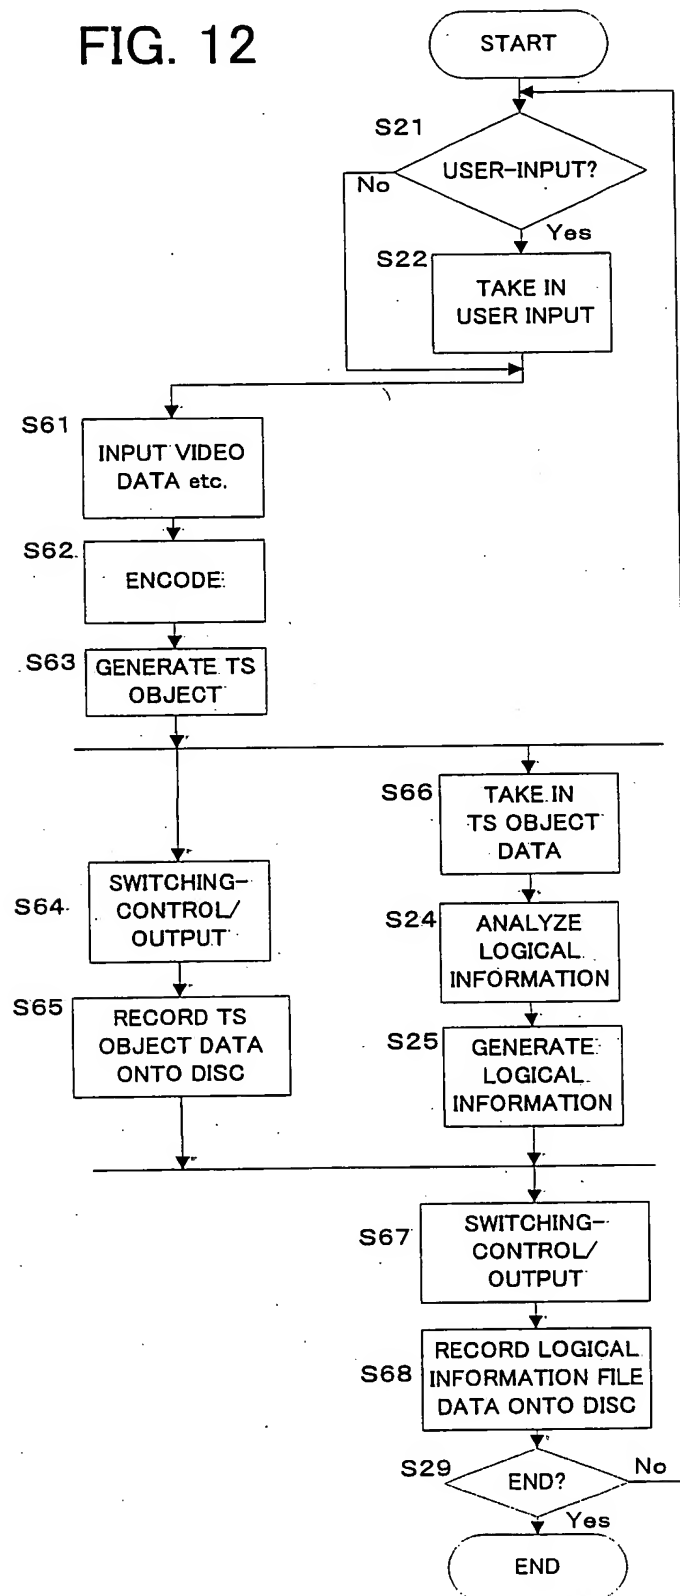 FIG. 12
START
S21
USER-INPUT?
No
Yes
S22
TAKE IN
USER INPUT
S61
INPUT VIDEO
DATA etc.
S62
ENCODE
S63
GENERATE TS
OBJECT
S66
TAKE IN
TS OBJECT
DATA
S64
SWITCHING-
CONTROL/
OUTPUT
S24
ANALYZE
LOGICAL
INFORMATION
S65
RECORD TS
OBJECT DATA
ONTO DISC
S25
GENERATE
LOGICAL
INFORMATION
S67
SWITCHING-
CONTROL/
OUTPUT
S68
RECORD LOGICAL
INFORMATION FILE
DATA ONTO DISC
S29
END?
No
Yes
END